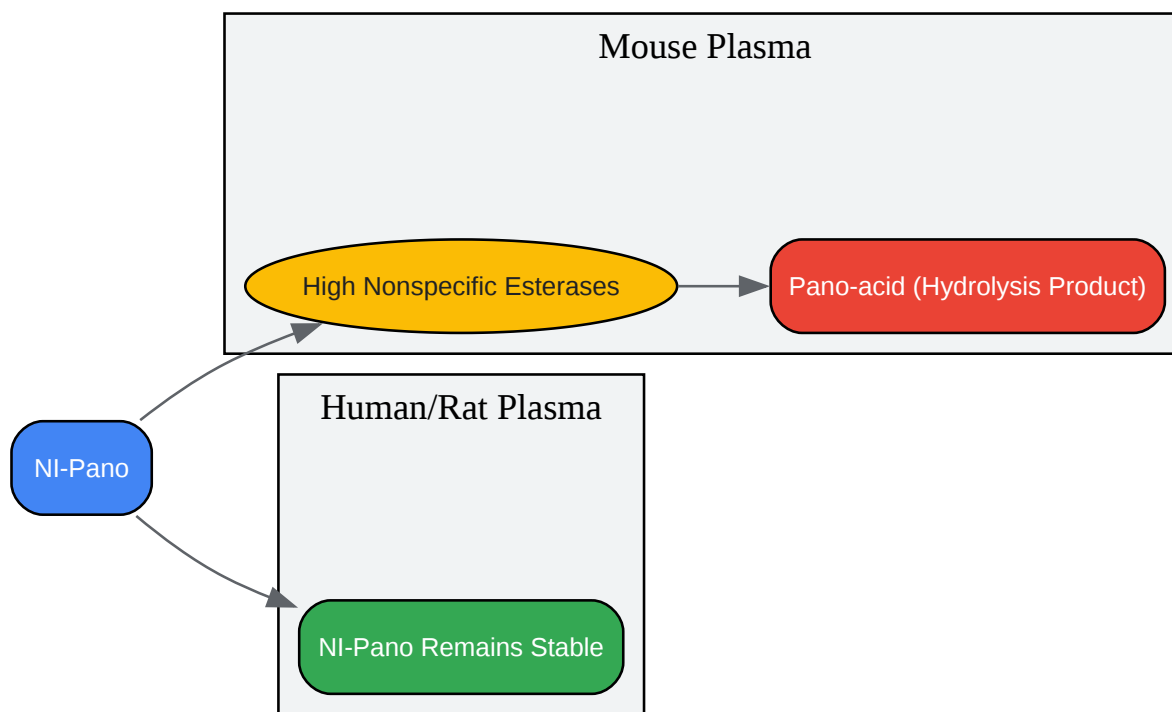 Mouse Plasma
High Nonspecific Esterases
Pano-acid (Hydrolysis Product)
Human/Rat Plasma
NI-Pano
NI-Pano Remains Stable